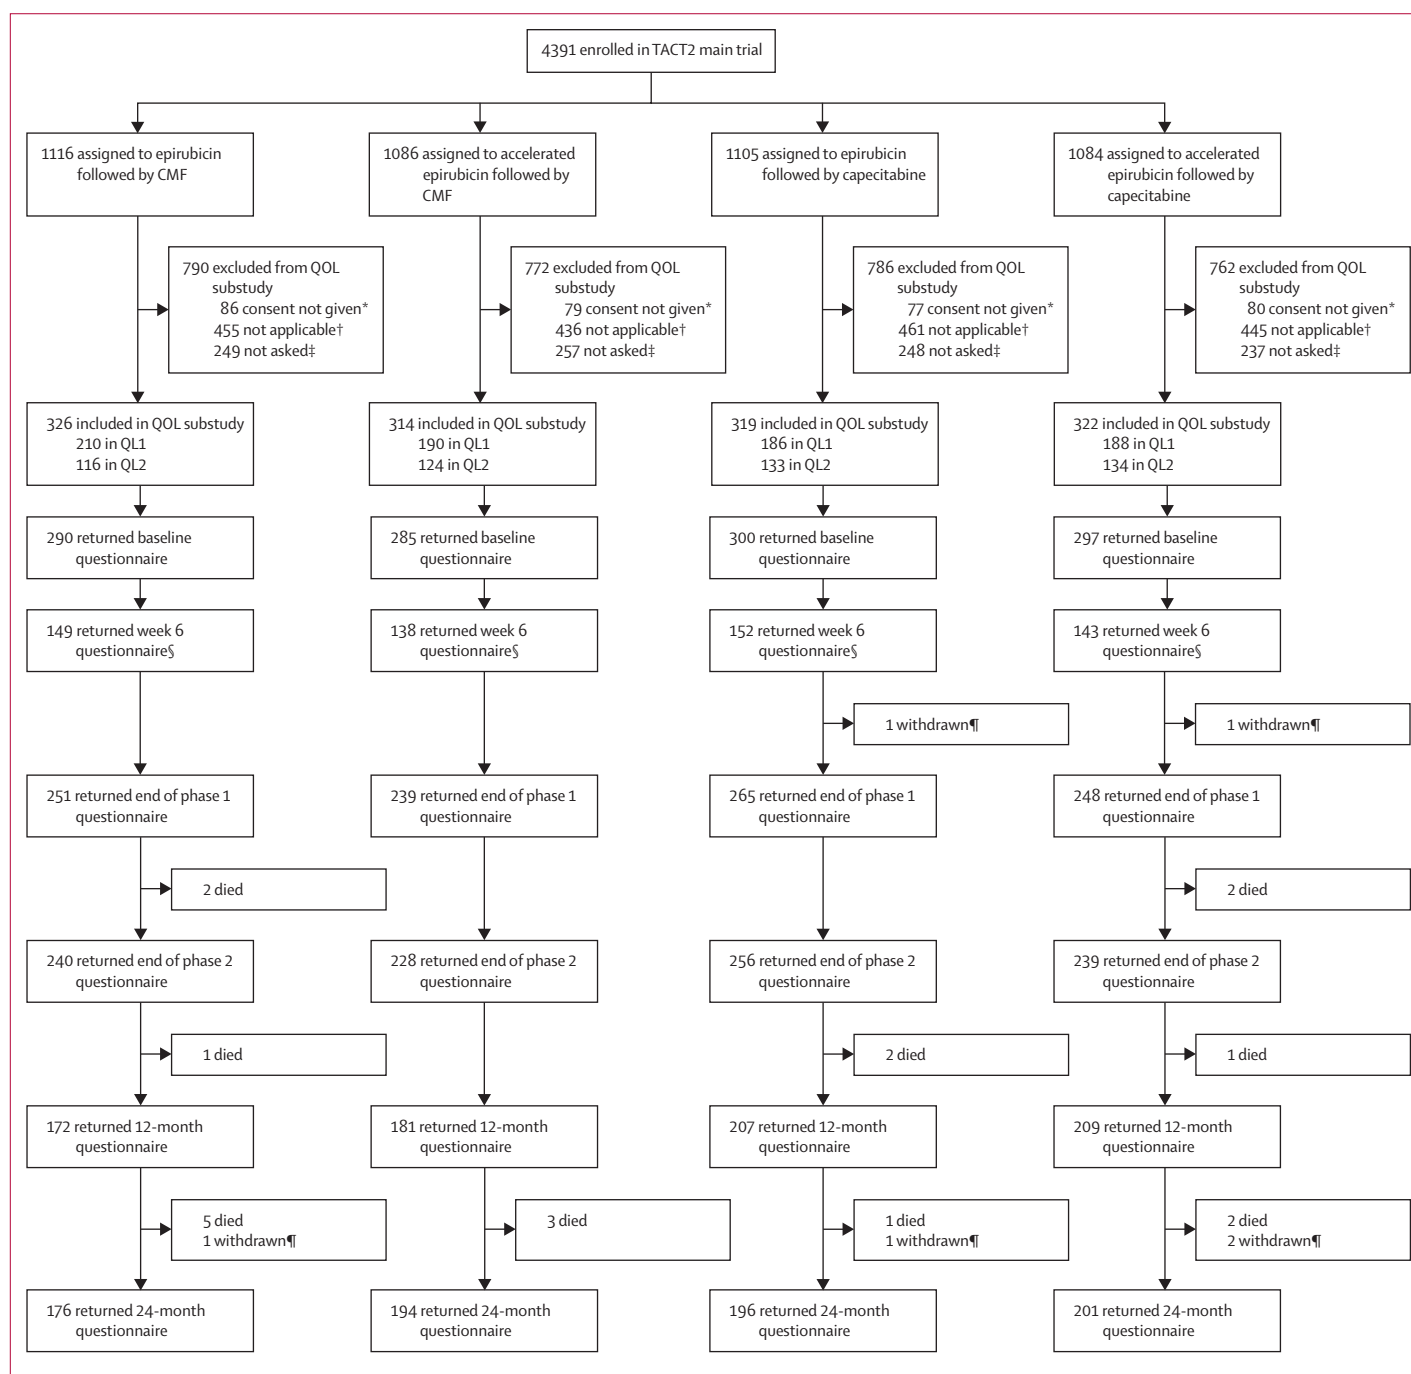 4391 enrolled in TACT2 main trial
1116 assigned to epirubicin
followed by CMF
1086 assigned to accelerated
epirubicin followed by
CMF
1105 assigned to epirubicin
followed by capecitabine
1084 assigned to accelerated
epirubicin followed by
capecitabine
790 excluded from QOL
substudy
86 consent not given*
455 not applicable†
249 not asked‡
772 excluded from QOL
substudy
79 consent not given*
436 not applicable†
257 not asked‡
786 excluded from QOL
substudy
77 consent not given*
461 not applicable†
248 not asked‡
762 excluded from QOL
substudy
80 consent not given*
445 not applicable†
237 not asked‡
326 included in QOL substudy
210 in QL1
116 in QL2
314 included in QOL substudy
190 in QL1
124 in QL2
319 included in QOL substudy
186 in QL1
133 in QL2
322 included in QOL substudy
188 in QL1
134 in QL2
290 returned baseline
questionnaire
285 returned baseline
questionnaire
300 returned baseline
questionnaire
297 returned baseline
questionnaire
149 returned week 6
questionnaire§
138 returned week 6
questionnaire§
152 returned week 6
questionnaire§
143 returned week 6
questionnaire§
1 withdrawn¶
1 withdrawn¶
251 returned end of phase 1
questionnaire
239 returned end of phase 1
questionnaire
265 returned end of phase 1
questionnaire
248 returned end of phase 1
questionnaire
2 died
2 died
240 returned end of phase 2
questionnaire
228 returned end of phase 2
questionnaire
256 returned end of phase 2
questionnaire
239 returned end of phase 2
questionnaire
1 died
2 died
1 died
172 returned 12-month
questionnaire
181 returned 12-month
questionnaire
207 returned 12-month
questionnaire
209 returned 12-month
questionnaire
5 died
1 withdrawn¶
3 died
1 died
1 withdrawn¶
2 died
2 withdrawn¶
176 returned 24-month
questionnaire
194 returned 24-month
questionnaire
196 returned 24-month
questionnaire
201 returned 24-month
questionnaire